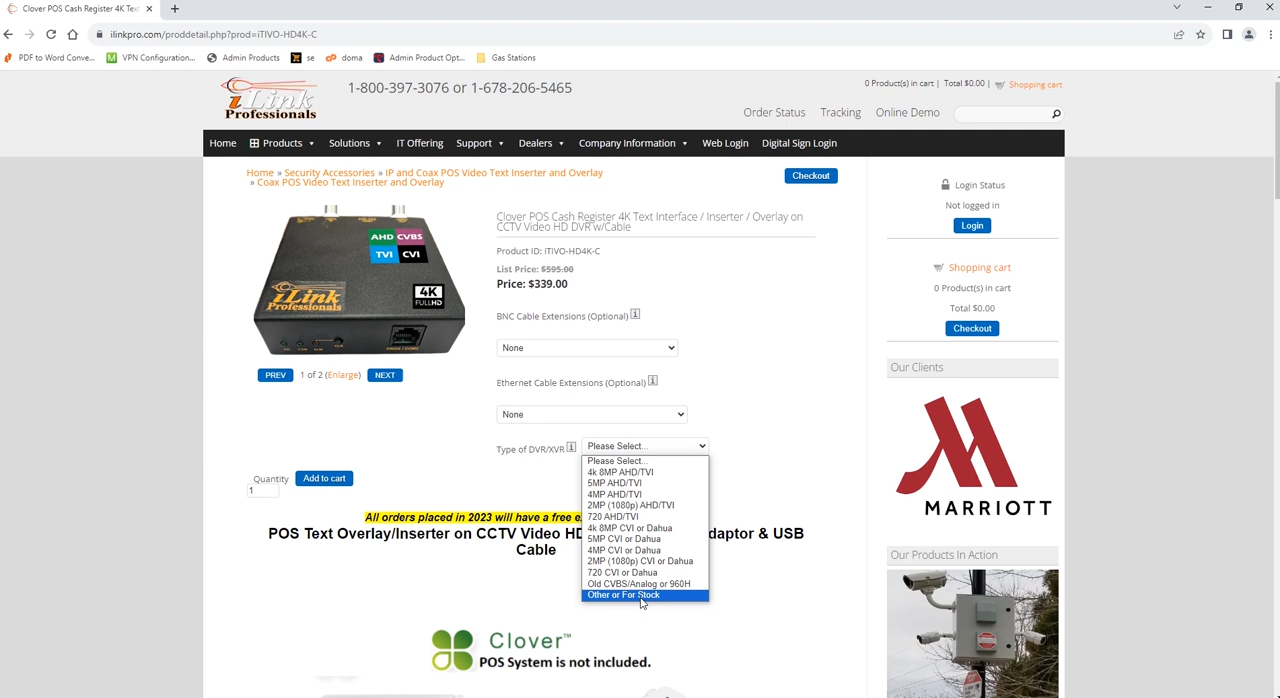 Clover POS Cash Register 4K Tex
ilinkpro.com/proddetail.php?prod=iTIVO-HD4K-C
PDF to Word Conve...
VPN Configuration...
Admin Products
se
doma
Admin Product Opt...
Gas Stations
iLink
Professionals
1-800-397-3076 or 1-678-206-5465
0 Product(s) in cart | Total $0.00 |
Shopping cart
Order Status
Tracking
Online Demo
Home
Products
Solutions
IT Offering
Support
Dealers
Company Information
Web Login
Digital Sign Login
Home » Security Accessories » IP and Coax POS Video Text Inserter and Overlay
» Coax POS Video Text Inserter and Overlay
Checkout
AHD CVBS
TVI CVI
iLink
Professionals
4K
FULLHD
PREV
1 of 2 (Enlarge)
NEXT
Clover POS Cash Register 4K Text Interface / Inserter / Overlay on
CCTV Video HD DVR w/Cable
Product ID: iTIVO-HD4K-C
List Price: $595.00
Price: $339.00
BNC Cable Extensions (Optional)
None
Ethernet Cable Extensions (Optional)
None
Type of DVR/XVR
Please Select...
Please Select...
4k 8MP AHD/TVI
5MP AHD/TVI
4MP AHD/TVI
2MP (1080p) AHD/TVI
720 AHD/TVI
4k 8MP CVI or Dahua
5MP CVI or Dahua
4MP CVI or Dahua
2MP (1080p) CVI or Dahua
720 CVI or Dahua
Old CVBS/Analog or 960H
Other or For Stock
Quantity
1
Add to cart
All orders placed in 2023 will have a free e
POS Text Overlay/Inserter on CCTV Video HD
daptor & USB
Cable
Clover™
POS System is not included.
Login Status
Not logged in
Login
Shopping cart
0 Product(s) in cart
Total $0.00
Checkout
Our Clients
MARRIOTT
Our Products In Action